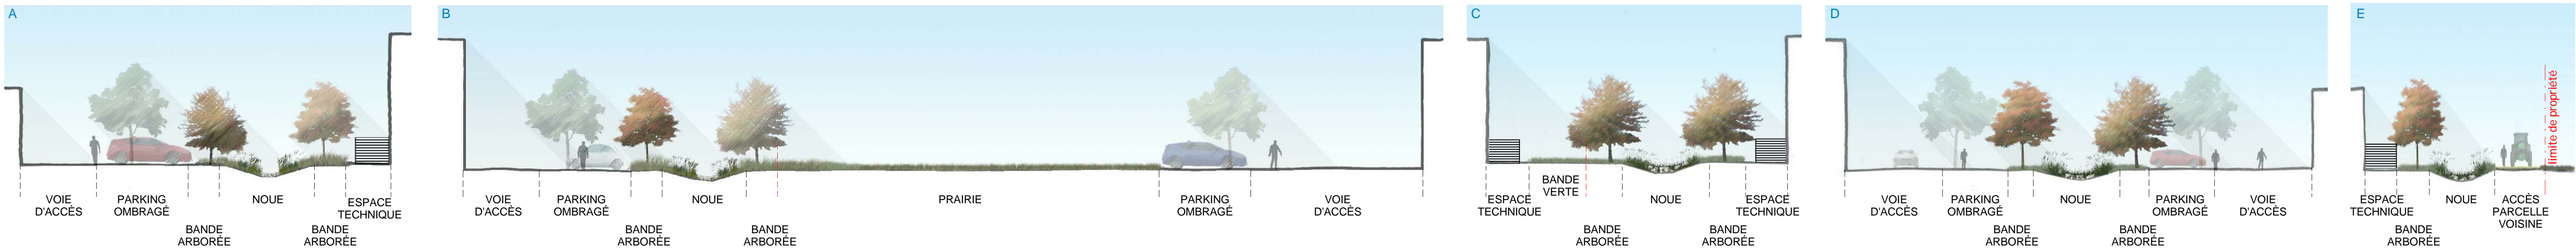 A
VOIE
D'ACCÈS
PARKING
OMBRAGÉ
BANDE
ARBORÉE
NOUE
BANDE
ARBORÉE
ESPACE
TECHNIQUE
B
VOIE
D'ACCÈS
PARKING
OMBRAGÉ
BANDE
ARBORÉE
NOUE
BANDE
ARBORÉE
PRAIRIE
PARKING
OMBRAGÉ
VOIE
D'ACCÈS
C
ESPACE
TECHNIQUE
BANDE
VERTE
BANDE
ARBORÉE
NOUE
BANDE
ARBORÉE
ESPACE
TECHNIQUE
D
VOIE
D'ACCÈS
PARKING
OMBRAGÉ
BANDE
ARBORÉE
NOUE
BANDE
ARBORÉE
PARKING
OMBRAGÉ
VOIE
D'ACCÈS
E
ESPACE
TECHNIQUE
BANDE
ARBORÉE
NOUE
ACCÈS
PARCELLE
VOISINE
limite de propriété